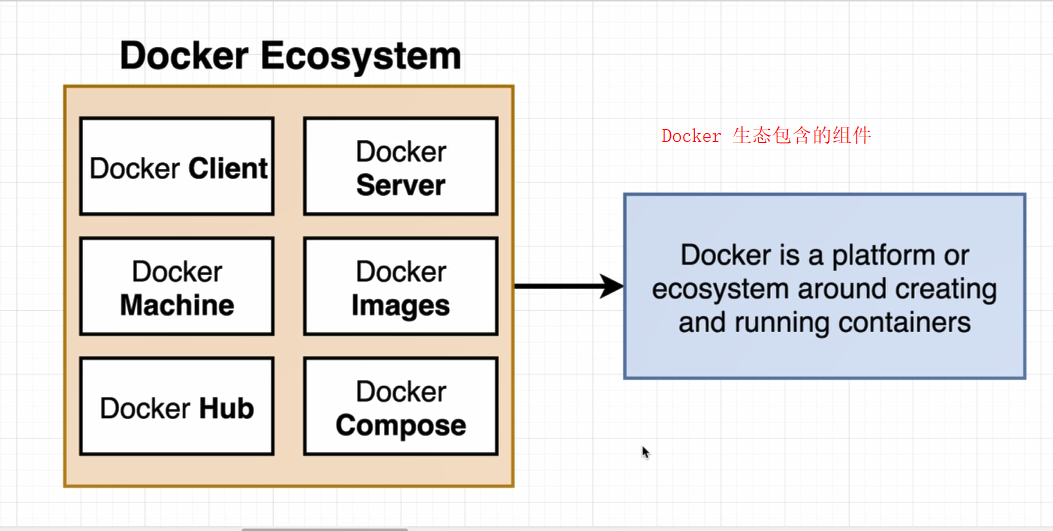 Docker Ecosystem
Docker Client
Docker
Server
Docker
Machine
Docker
Images
Docker Hub
Docker
Compose
Docker 生态包含的组件
Docker is a platform or
ecosystem around creating
and running containers